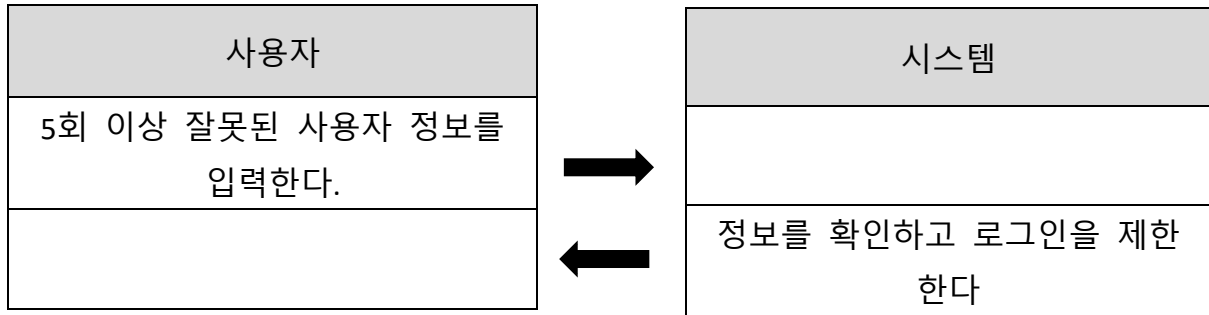 사용자
5회 이상 잘못된 사용자 정보를
입력한다.
시스템
정보를 확인하고 로그인을 제한
한다